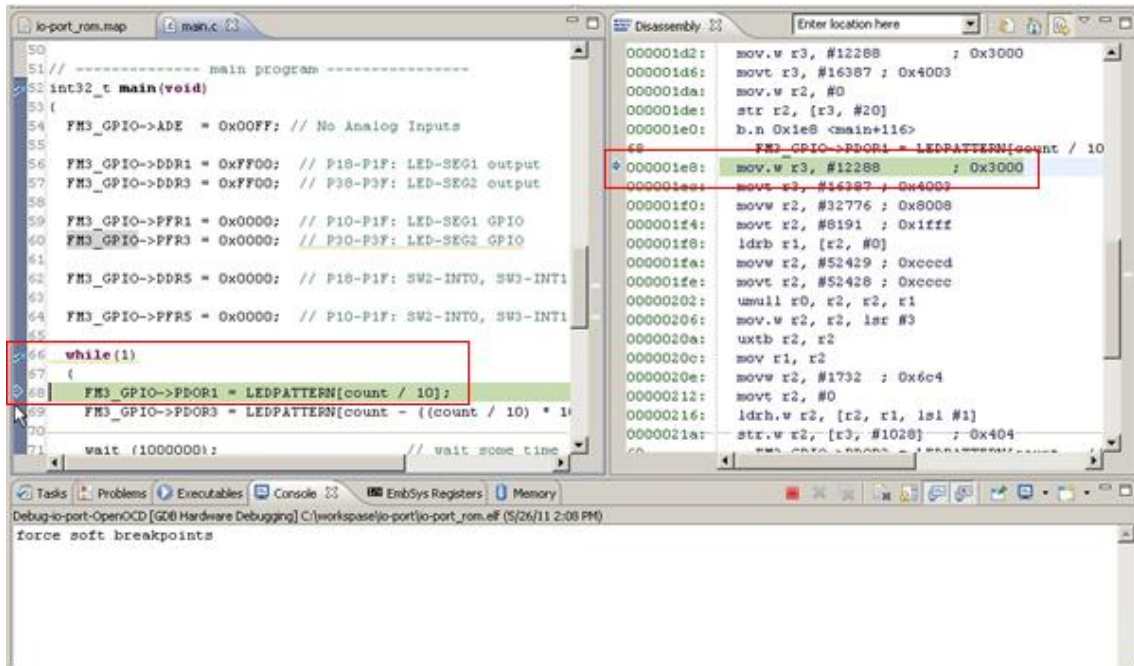 io-port_rom.map
main.c
50
51 // -------------- main program ----------------
52 int32_t main(void)
53 {
54 FM3_GPIO->ADE = 0x00FF; // No Analog Inputs
55
56 FM3_GPIO->DDR1 = 0xFF00; // P18-P1F: LED-SEG1 output
57 FM3_GPIO->DDR3 = 0xFF00; // P38-P3F: LED-SEG2 output
58
59 FM3_GPIO->PFR1 = 0x0000; // P10-P1F: LED-SEG1 GPIO
60 FM3_GPIO->PFR3 = 0x0000; // P30-P3F: LED-SEG2 GPIO
61
62 FM3_GPIO->DDR5 = 0x0000; // P18-P1F: SW2-INT0, SW3-INT1
63
64 FM3_GPIO->PFR5 = 0x0000; // P10-P1F: SW2-INT0, SW3-INT1
65
66 while(1)
67 {
68 FM3_GPIO->PDOR1 = LEDPATTERN[count / 10];
69 FM3_GPIO->PDOR3 = LEDPATTERN[count - ((count / 10) * 1
70
71 wait (1000000); // wait some time
Disassembly
Enter location here
000001d2: mov.w r3, #12288 ; 0x3000
000001d6: movt r3, #16387 ; 0x4003
000001da: mov.w r2, #0
000001de: str r2, [r3, #20]
000001e0: b.n 0x1e8 <main+116>
68 FM3_GPIO->PDOR1 = LEDPATTERN[count / 10
000001e8: mov.w r3, #12288 ; 0x3000
000001ec: movt r3, #16387 ; 0x4003
000001f0: movw r2, #32776 ; 0x8008
000001f4: movt r2, #8191 ; 0x1fff
000001f8: ldrb r1, [r2, #0]
000001fa: movw r2, #52429 ; 0xcccd
000001fe: movt r2, #52428 ; 0xcccc
00000202: umull r0, r2, r2, r1
00000206: mov.w r2, r2, lsr #3
0000020a: uxtb r2, r2
0000020c: mov r1, r2
0000020e: movw r2, #1732 ; 0x6c4
00000212: movt r2, #0
00000216: ldrh.w r2, [r2, r1, lsl #1]
0000021a: str.w r2, [r3, #1028] ; 0x404
Tasks Problems Executables Console EmbSys Registers Memory
Debug-io-port-OpenOCD [GDB Hardware Debugging] C:\workspase\io-port\io-port_rom.elf (5/26/11 2:08 PM)
force soft breakpoints